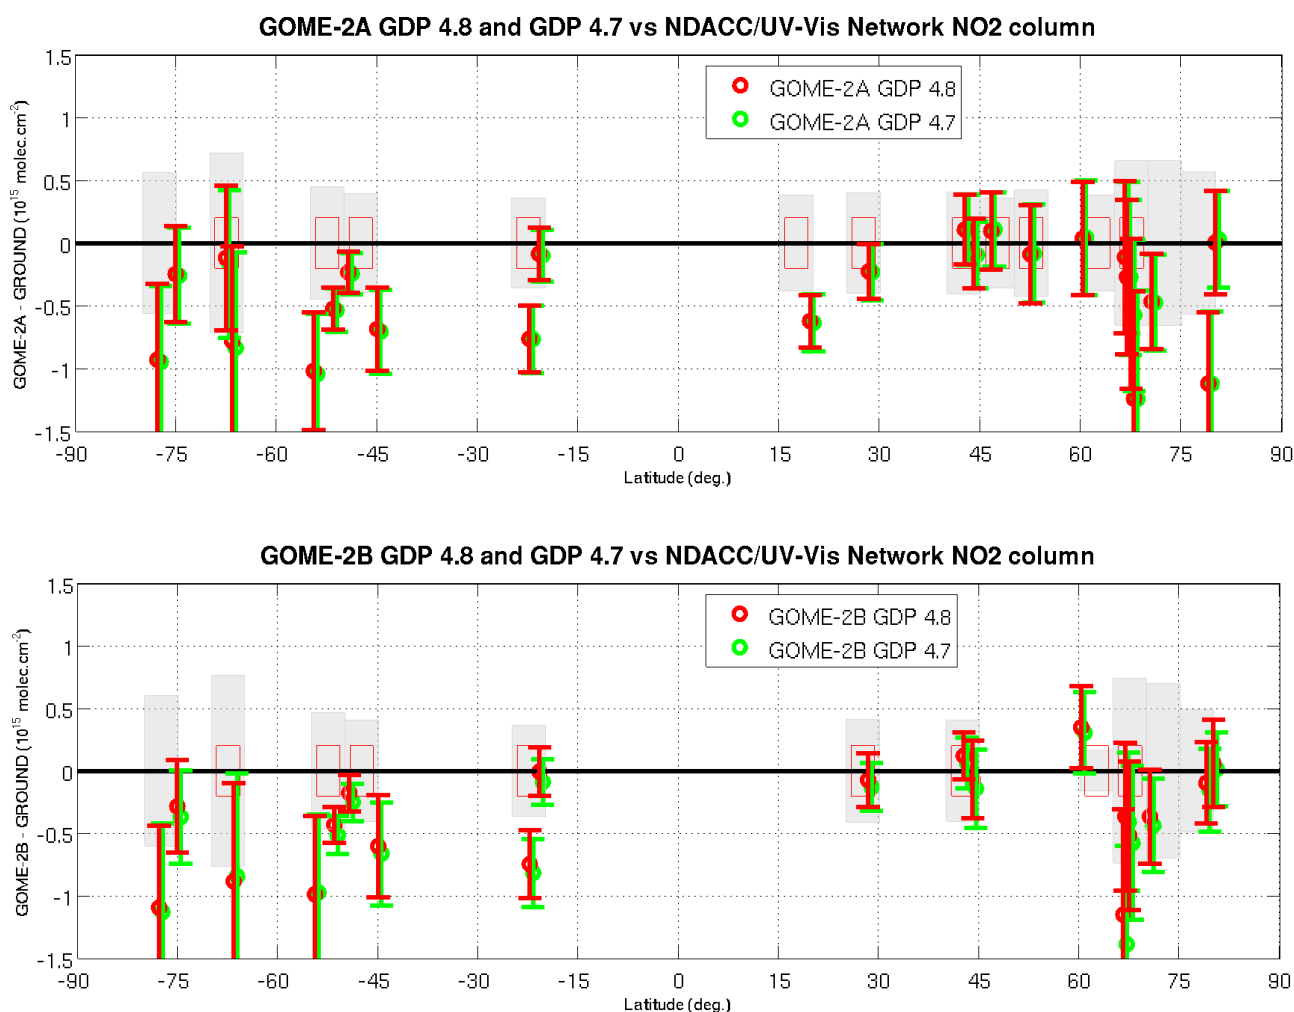 GOME-2A GDP 4.8 and GDP 4.7 vs NDACC/UV-Vis Network NO2 column
GOME-2A - GROUND (10^15 molec.cm^-2)
1.5
1
0.5
0
-0.5
-1
-1.5
GOME-2A GDP 4.8
GOME-2A GDP 4.7
-90 -75 -60 -45 -30 -15 0 15 30 45 60 75 90
Latitude (deg.)
GOME-2B GDP 4.8 and GDP 4.7 vs NDACC/UV-Vis Network NO2 column
GOME-2B - GROUND (10^15 molec.cm^-2)
1.5
1
0.5
0
-0.5
-1
-1.5
GOME-2B GDP 4.8
GOME-2B GDP 4.7
-90 -75 -60 -45 -30 -15 0 15 30 45 60 75 90
Latitude (deg.)